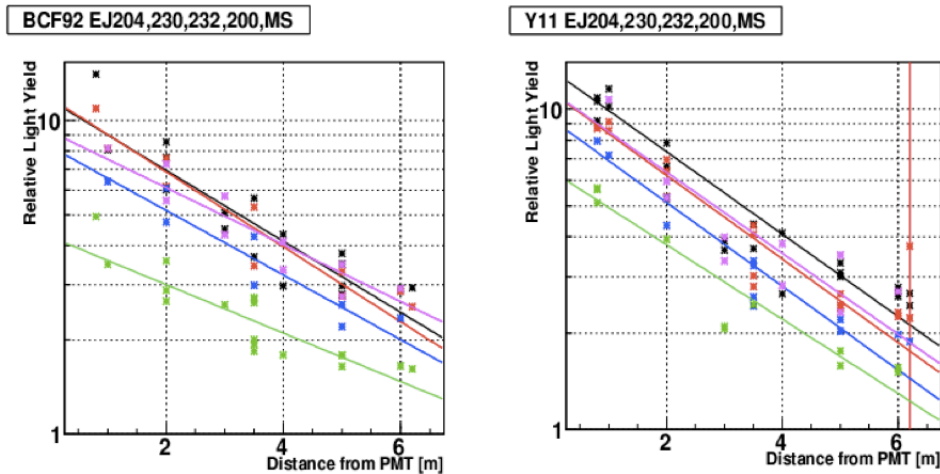 BCF92 EJ204,230,232,200,MS
Relative Light Yield
10
1
2
4
6
Distance from PMT [m]
Y11 EJ204,230,232,200,MS
Relative Light Yield
10
1
2
4
6
Distance from PMT [m]